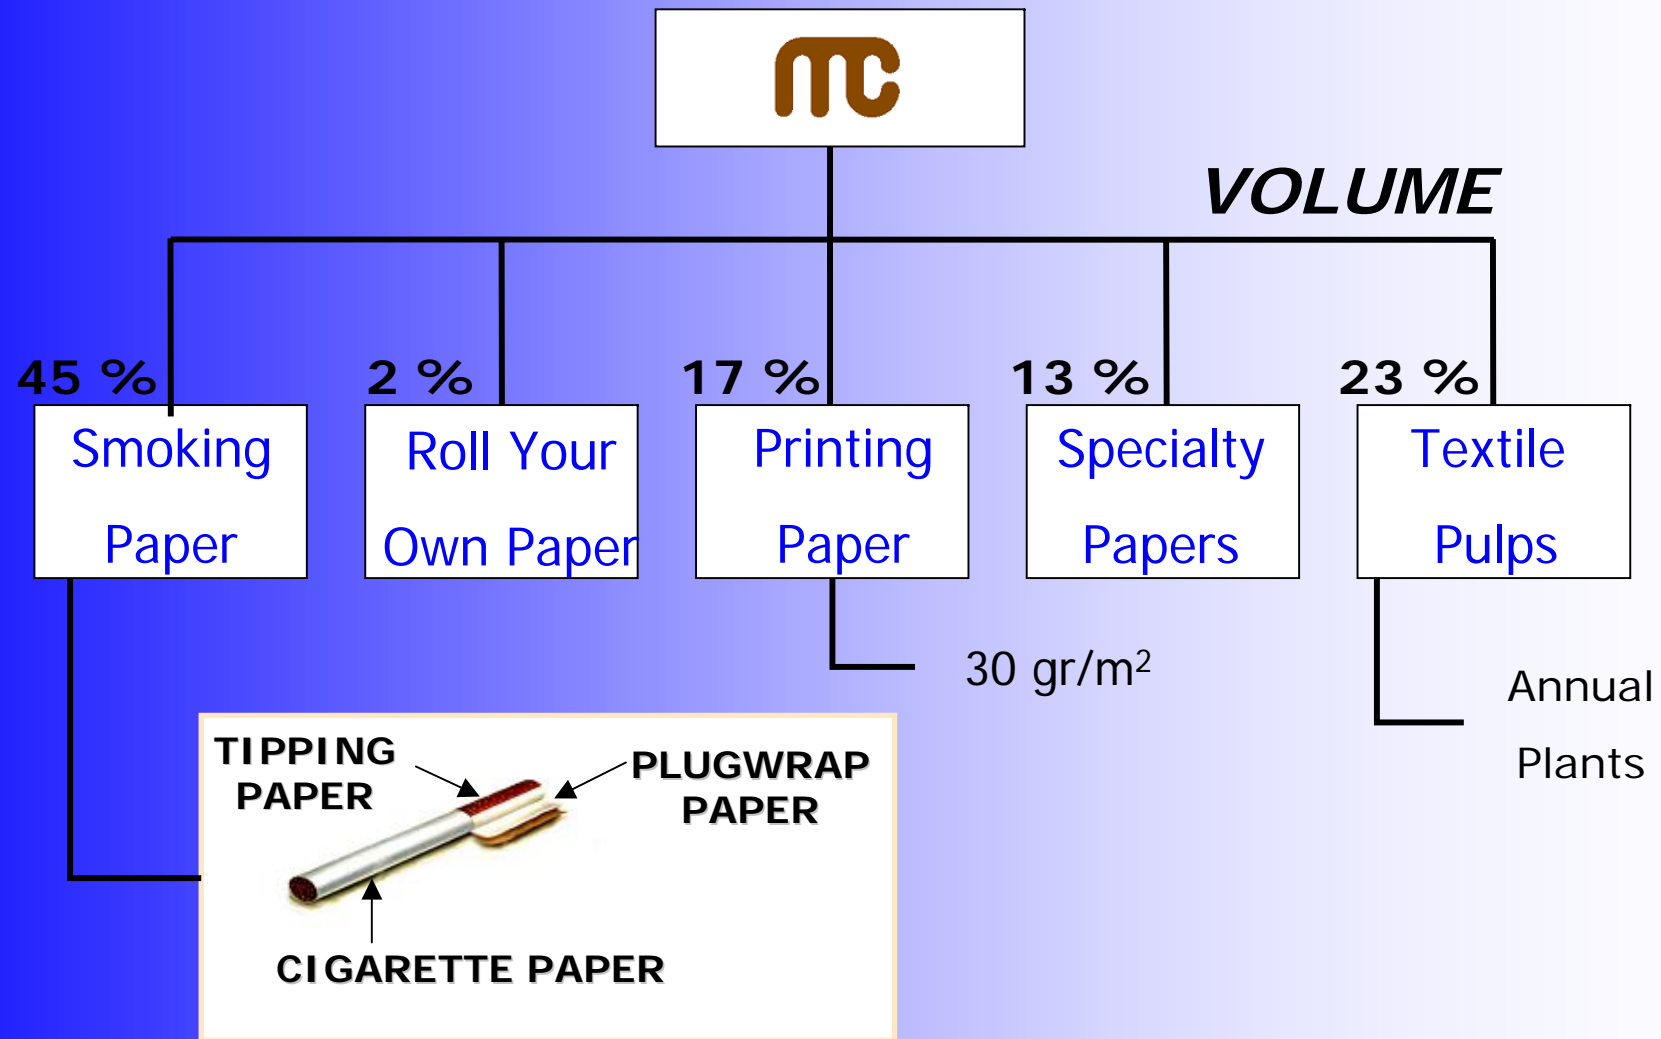 VOLUME
45 %
2 %
17 %
13 %
23 %
Smoking
Paper
Roll Your
Own Paper
Printing
Paper
Specialty
Papers
Textile
Pulps
30 gr/m²
Annual
Plants
TIPPING
PAPER
PLUGWRAP
PAPER
CIGARETTE PAPER